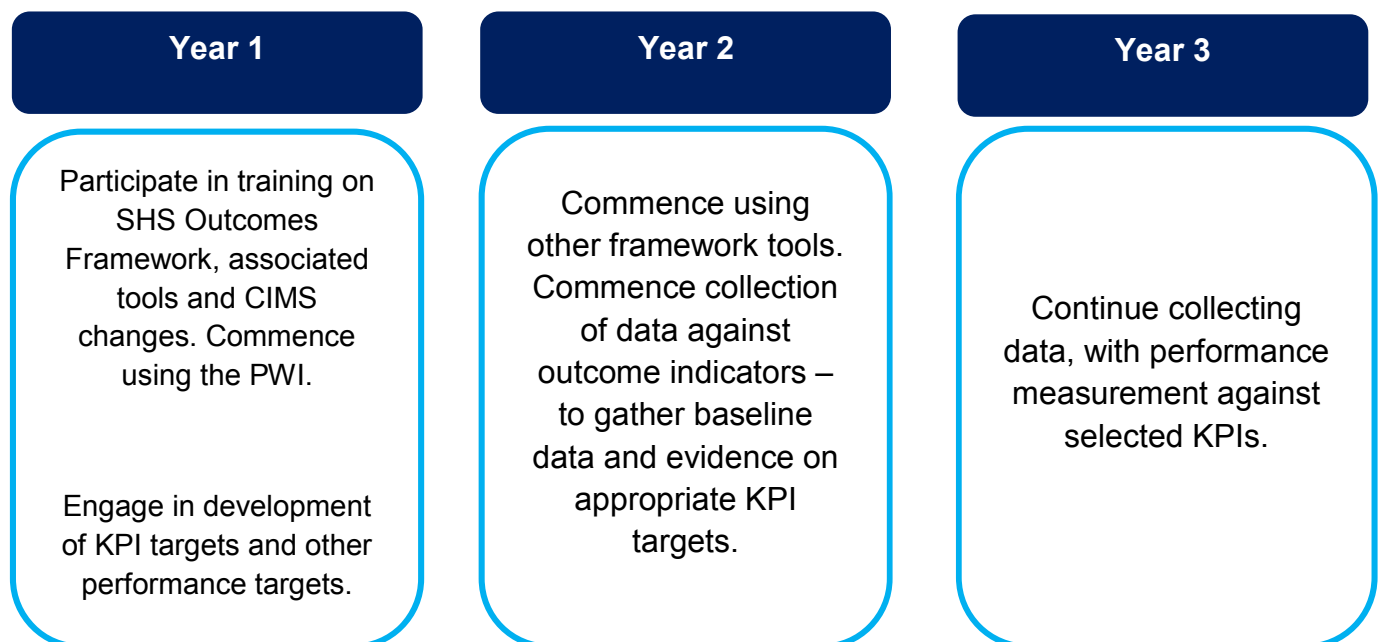 Year 1
Participate in training on
SHS Outcomes
Framework, associated
tools and CIMS
changes. Commence
using the PWI.
Engage in development
of KPI targets and other
performance targets.
Year 2
Commence using
other framework tools.
Commence collection
of data against
outcome indicators –
to gather baseline
data and evidence on
appropriate KPI
targets.
Year 3
Continue collecting
data, with performance
measurement against
selected KPIs.